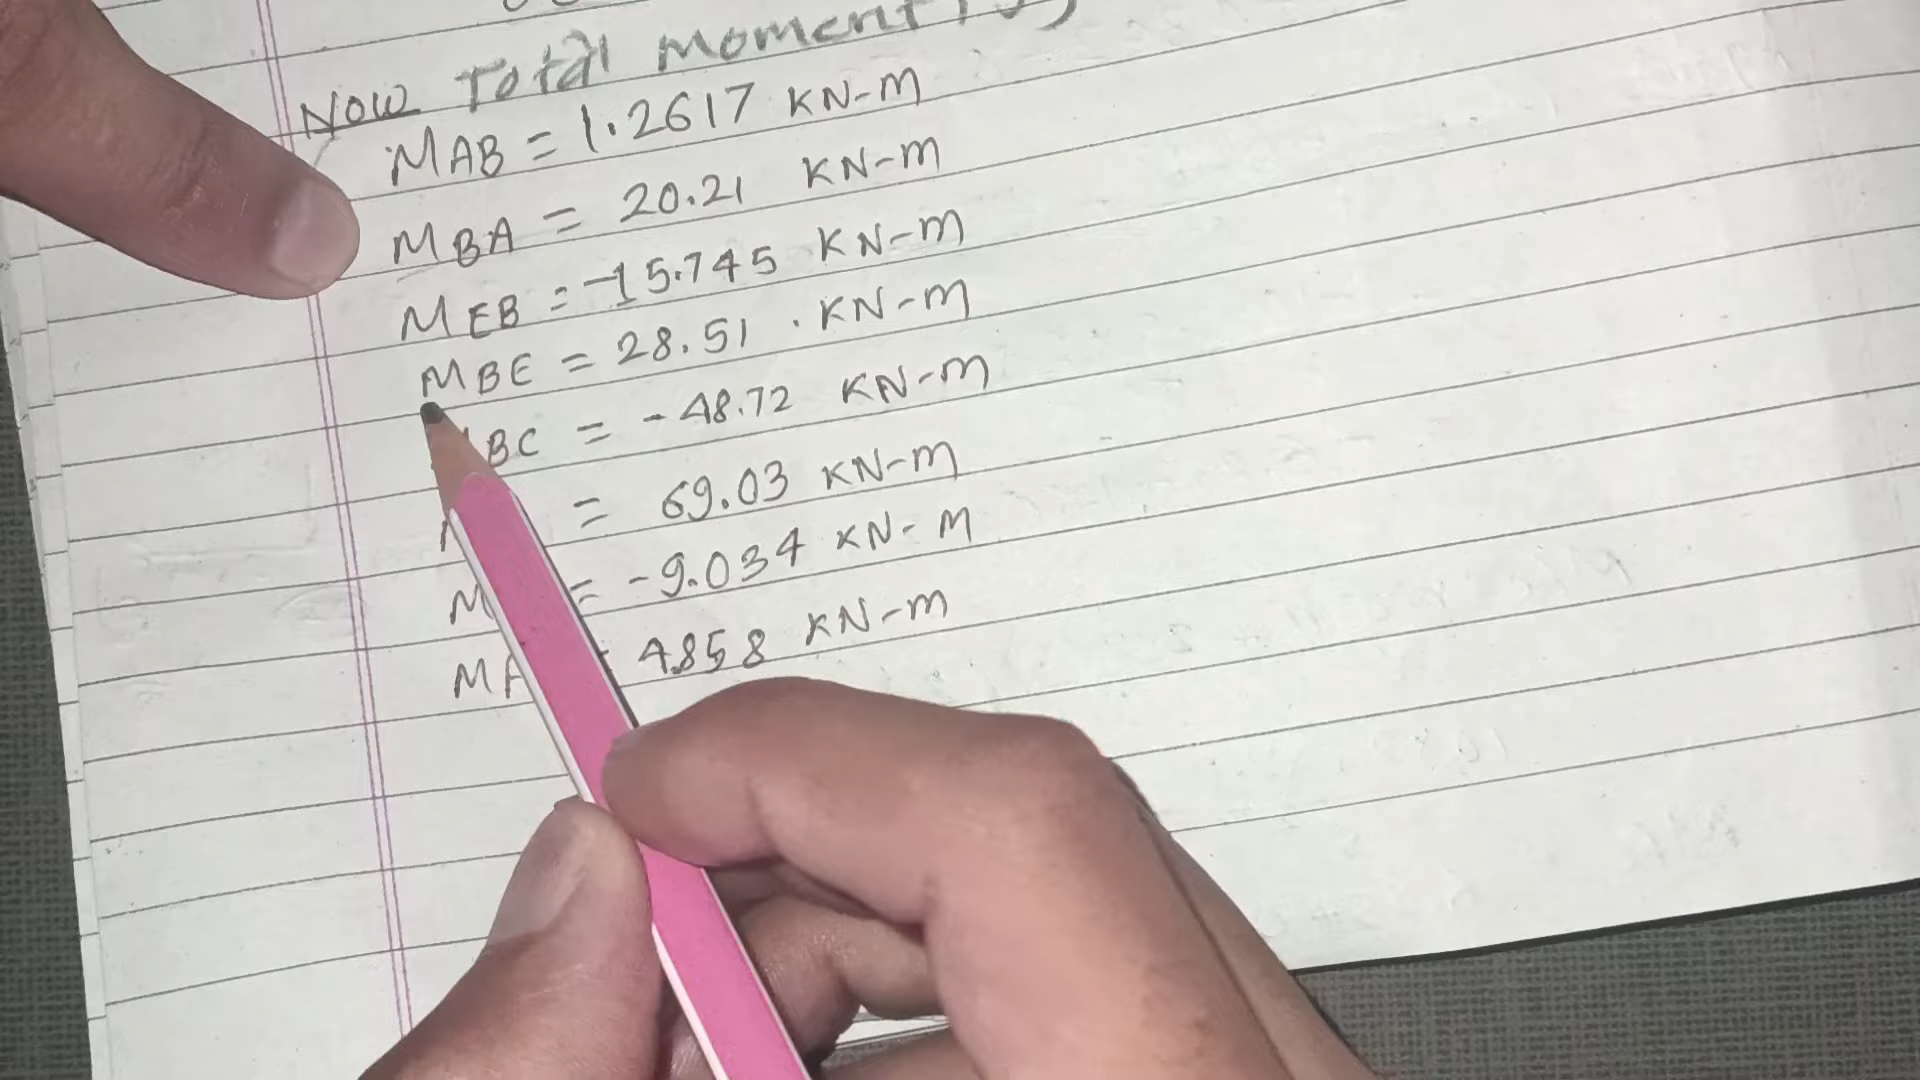 Now Total Moment
MAB = 1.2617 KN-M
MBA = 20.21 KN-M
MEB = -15.745 KN-M
MBE = 28.51 . KN-M
BC = -48.72 KN-M
= 69.03 KN-M
M = -9.034 KN-M
4858 KN-M